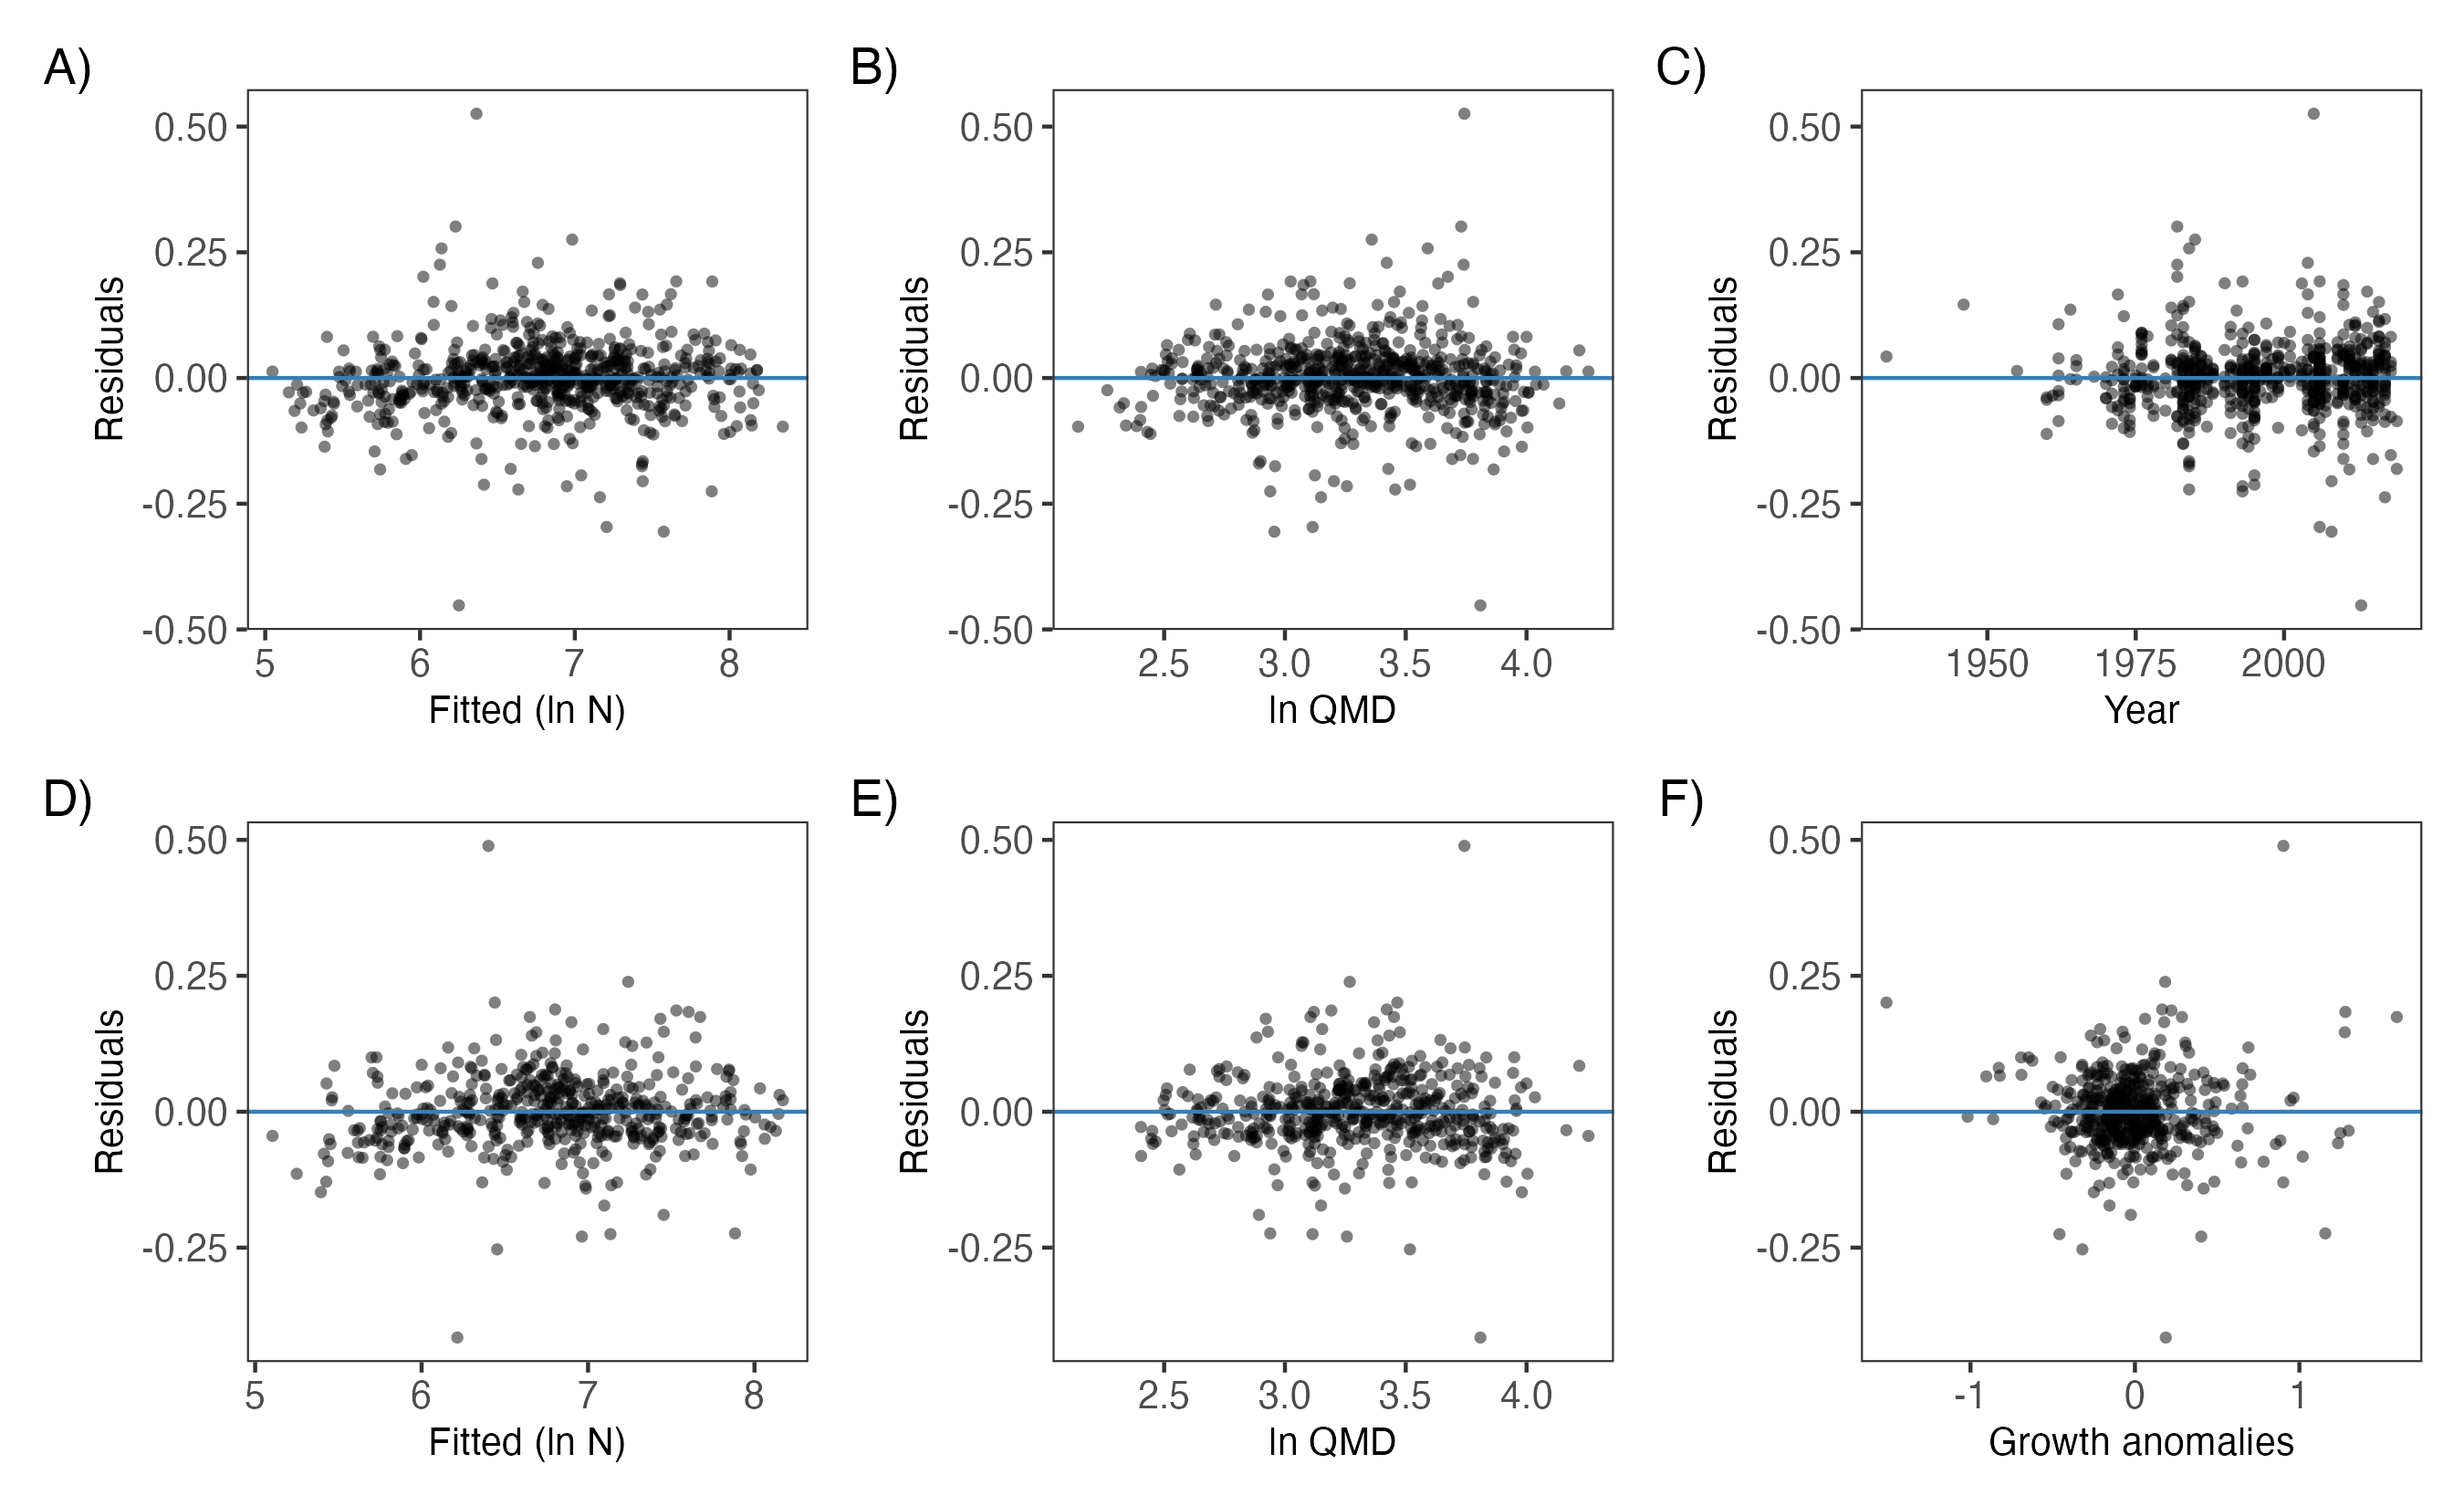 A)
B)
C)
0.50
0.25
0.00
-0.25
-0.50
Residuals
5 6 7 8
Fitted (ln N)
0.50
0.25
0.00
-0.25
-0.50
Residuals
2.5 3.0 3.5 4.0
ln QMD
0.50
0.25
0.00
-0.25
-0.50
Residuals
1950 1975 2000
Year
D)
E)
F)
0.50
0.25
0.00
-0.25
Residuals
5 6 7 8
Fitted (ln N)
0.50
0.25
0.00
-0.25
Residuals
2.5 3.0 3.5 4.0
ln QMD
0.50
0.25
0.00
-0.25
Residuals
-1 0 1
Growth anomalies